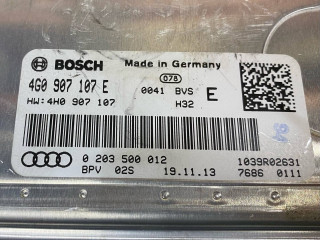 BOSCH Made in Germany
4G0 907 107 E 078
0041 BVS E
HW:4H0 907 107 H32
0 203 500 012 1039R02631
BPV 02S 19.11.13 7686 0111